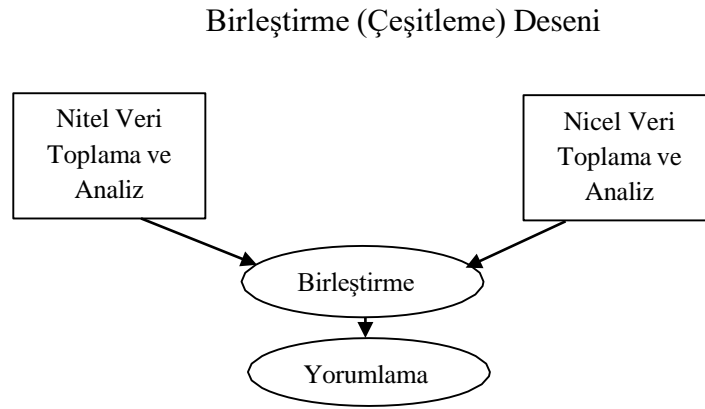 Birleştirme (Çeşitleme) Deseni
Nitel Veri
Toplama ve
Analiz
Nicel Veri
Toplama ve
Analiz
Birleştirme
Yorumlama